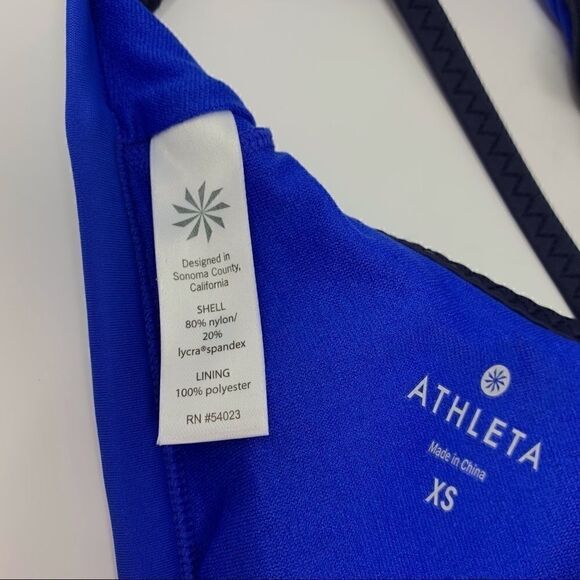 Designed in
Sonoma County,
California
SHELL
80% nylon/
20%
lycra®spandex
LINING
100% polyester
RN #54023
ATHLETA
Made in China
XS